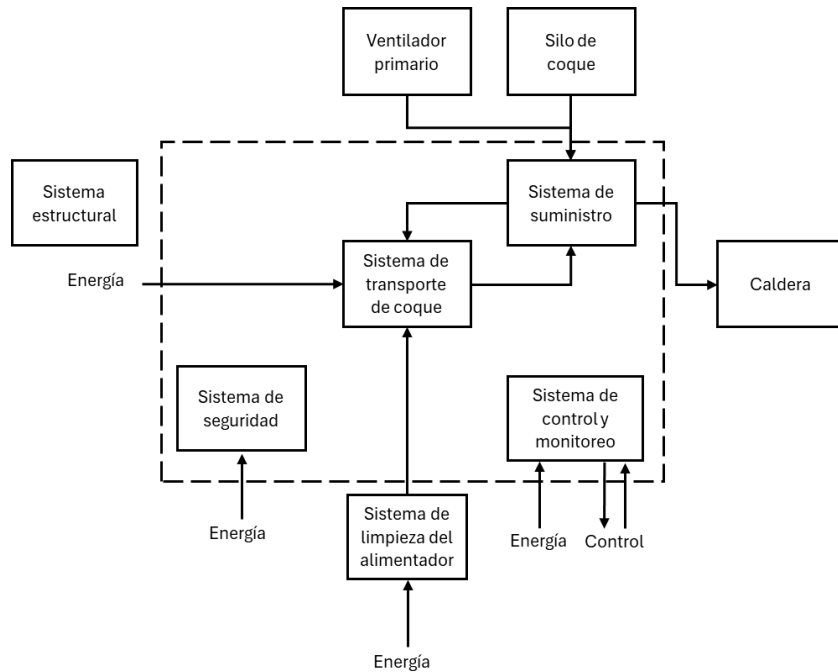 Ventilador
primario
Silo de
coque
Sistema
estructural
Sistema de
suministro
Energía
Sistema de
transporte
de coque
Caldera
Sistema de
seguridad
Sistema de
control y
monitoreo
Energía
Sistema de
limpieza del
alimentador
Energía
Control
Energía